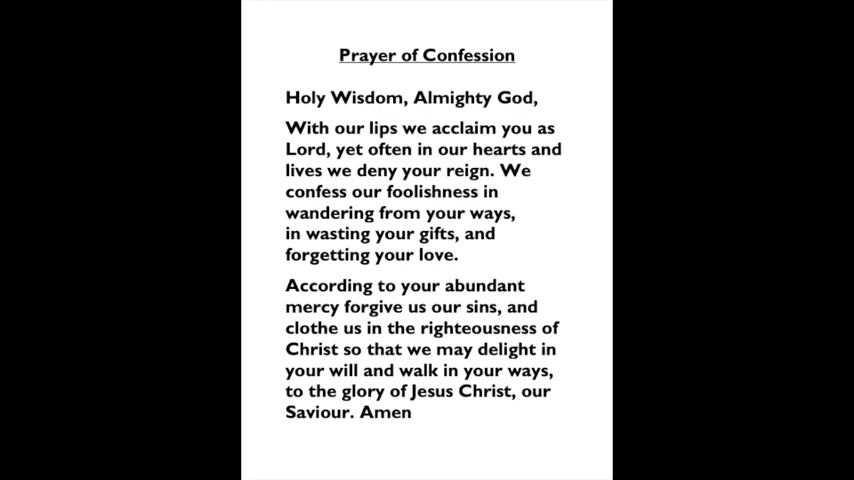 Prayer of Confession
Holy Wisdom, Almighty God,
With our lips we acclaim you as
Lord, yet often in our hearts and
lives we deny your reign. We
confess our foolishness in
wandering from your ways,
in wasting your gifts, and
forgetting your love.
According to your abundant
mercy forgive us our sins, and
clothe us in the righteousness of
Christ so that we may delight in
your will and walk in your ways,
to the glory of Jesus Christ, our
Saviour. Amen